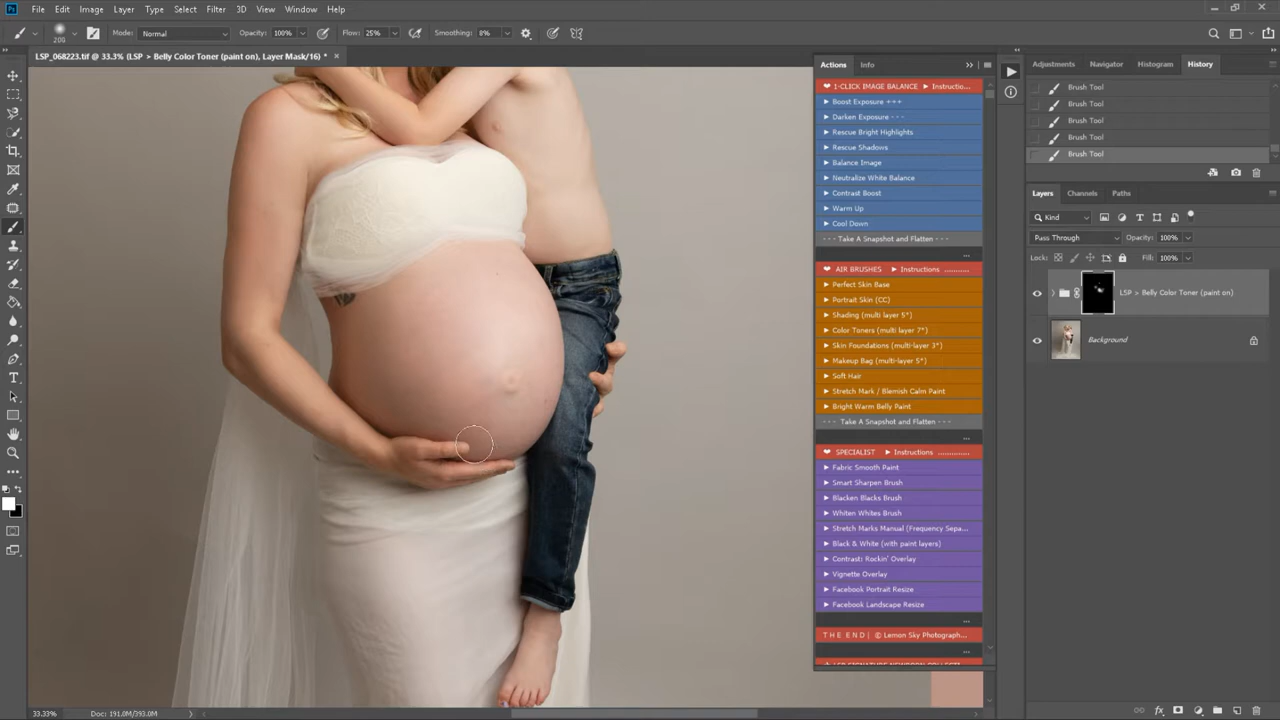 File Edit Image Layer Type Select Filter 3D View Window Help
200 Mode: Normal Opacity: 100% Flow: 25% Smoothing: 8%
LSP_068223.tif @ 33.3% (LSP > Belly Color Toner (paint on), Layer Mask/16) * ×
Actions Info
❤ 1-CLICK IMAGE BALANCE ► Instructio...
► Boost Exposure +++
► Darken Exposure - - -
► Rescue Bright Highlights
► Rescue Shadows
► Balance Image
► Neutralize White Balance
► Contrast Boost
► Warm Up
► Cool Down
- - - Take A Snapshot and Flatten - - -
...
❤ AIR BRUSHES ► Instructions ...........
► Perfect Skin Base
► Portrait Skin (CC)
► Shading (multi layer 5*)
► Color Toners (multi layer 7*)
► Skin Foundations (multi-layer 3*)
► Makeup Bag (multi-layer 5*)
► Soft Hair
► Stretch Mark / Blemish Calm Paint
► Bright Warm Belly Paint
- - - Take A Snapshot and Flatten - - -
...
❤ SPECIALIST ► Instructions ..............
► Fabric Smooth Paint
► Smart Sharpen Brush
► Blacken Blacks Brush
► Whiten Whites Brush
► Stretch Marks Manual (Frequency Sepa...
► Black & White (with paint layers)
► Contrast: Rockin' Overlay
► Vignette Overlay
► Facebook Portrait Resize
► Facebook Landscape Resize
...
T H E  E N D | © Lemon Sky Photograph...
...
Adjustments Navigator Histogram History
Brush Tool
Brush Tool
Brush Tool
Brush Tool
Brush Tool
Layers Channels Paths
Kind
Pass Through Opacity: 100%
Lock: Fill: 100%
LSP > Belly Color Toner (paint on)
Background
33.33% Doc: 191.0M/393.0M